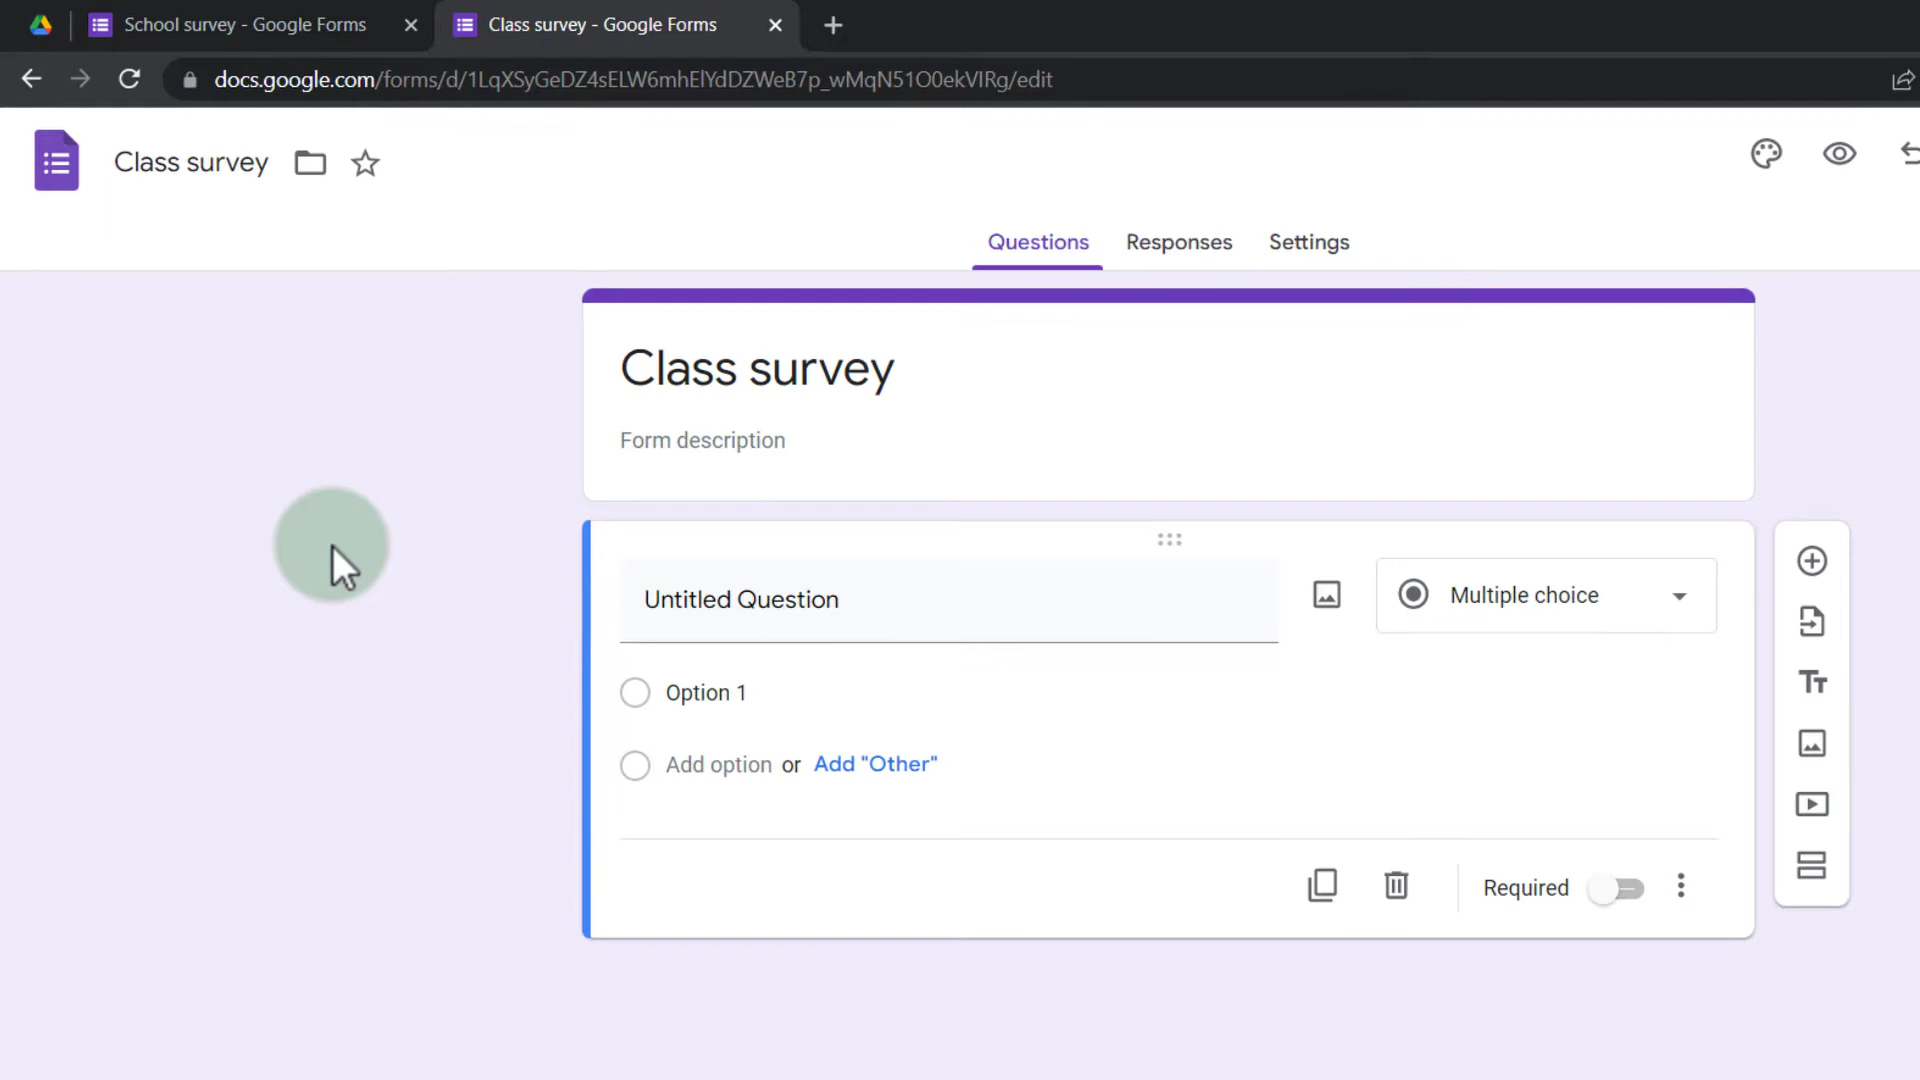 School survey - Google Forms
Class survey - Google Forms
docs.google.com/forms/d/1LqXSyGeDZ4sELW6mhElYdDZWeB7p_wMqN51O0ekVIRg/edit
Class survey
Questions
Responses
Settings
Class survey
Form description
Untitled Question
Multiple choice
Option 1
Add option or Add "Other"
Required